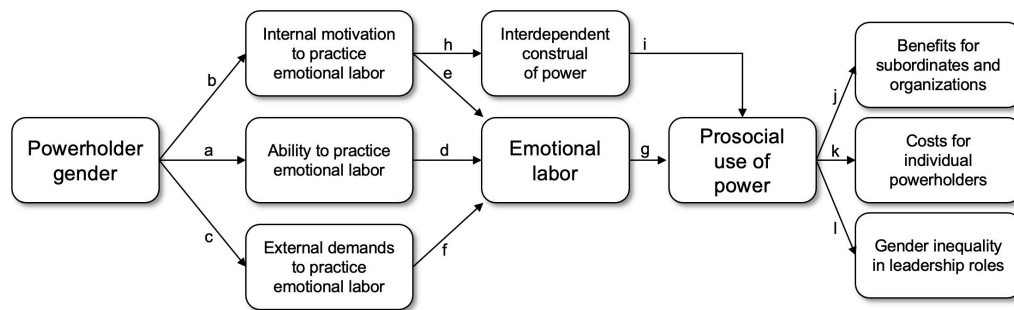 Powerholder
gender
b
a
c
Internal motivation
to practice
emotional labor
Ability to practice
emotional labor
External demands
to practice
emotional labor
h
e
d
f
Interdependent
construal
of power
Emotional
labor
i
g
Prosocial
use of
power
j
k
l
Benefits for
subordinates and
organizations
Costs for
individual
powerholders
Gender inequality
in leadership roles